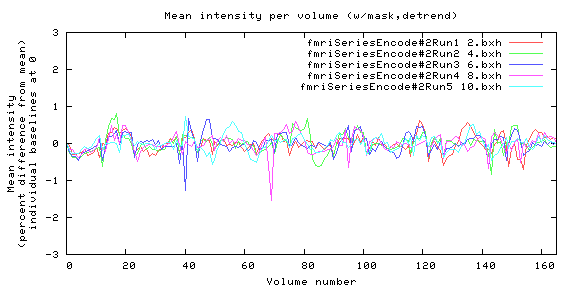 Mean intensity per volume (w/mask,detrend)
fmriSeriesEncode#2Run1 2.bxh
fmriSeriesEncode#2Run2 4.bxh
fmriSeriesEncode#2Run3 6.bxh
fmriSeriesEncode#2Run4 8.bxh
fmriSeriesEncode#2Run5 10.bxh
Mean intensity
(percent difference from mean)
individual baselines at 0
3
2
1
0
-1
-2
-3
0 20 40 60 80 100 120 140 160
Volume number